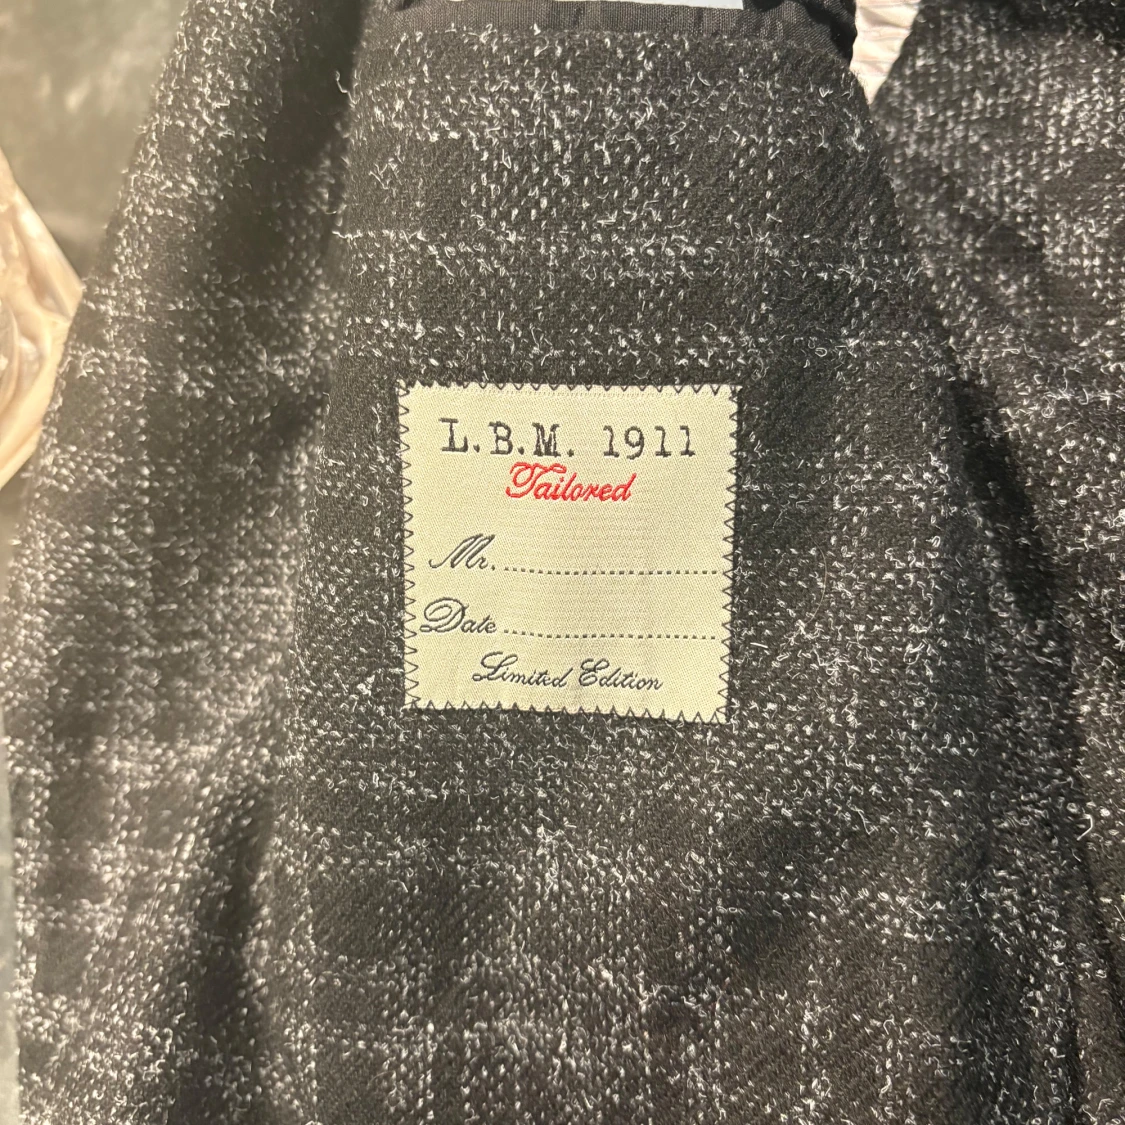 L.B.M. 1911
Tailored
Mr. ........................................
Date ........................................
Limited Edition